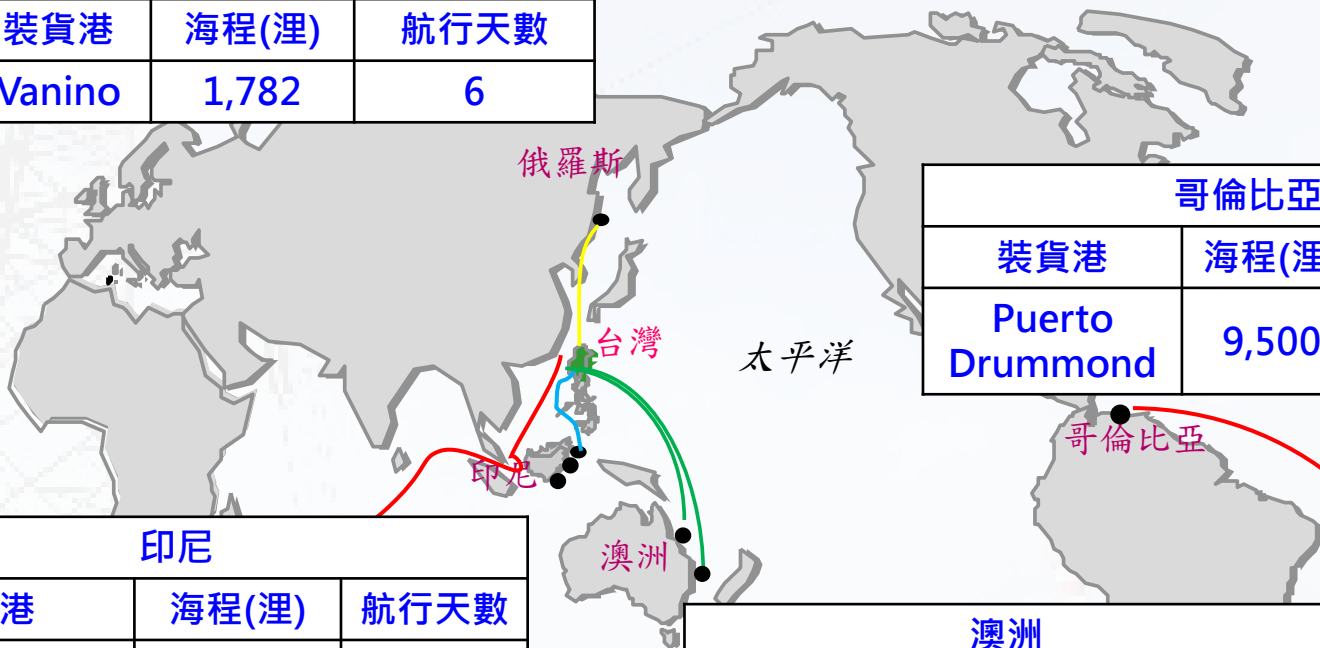 裝貨港 海程(浬) 航行天數
Vanino 1,782 6
俄羅斯
哥倫比亞
裝貨港 海程(浬
Puerto
Drummond
9,500
台灣
太平洋
哥倫比亞
印尼
澳洲
印尼
港 海程(浬) 航行天數
澳洲